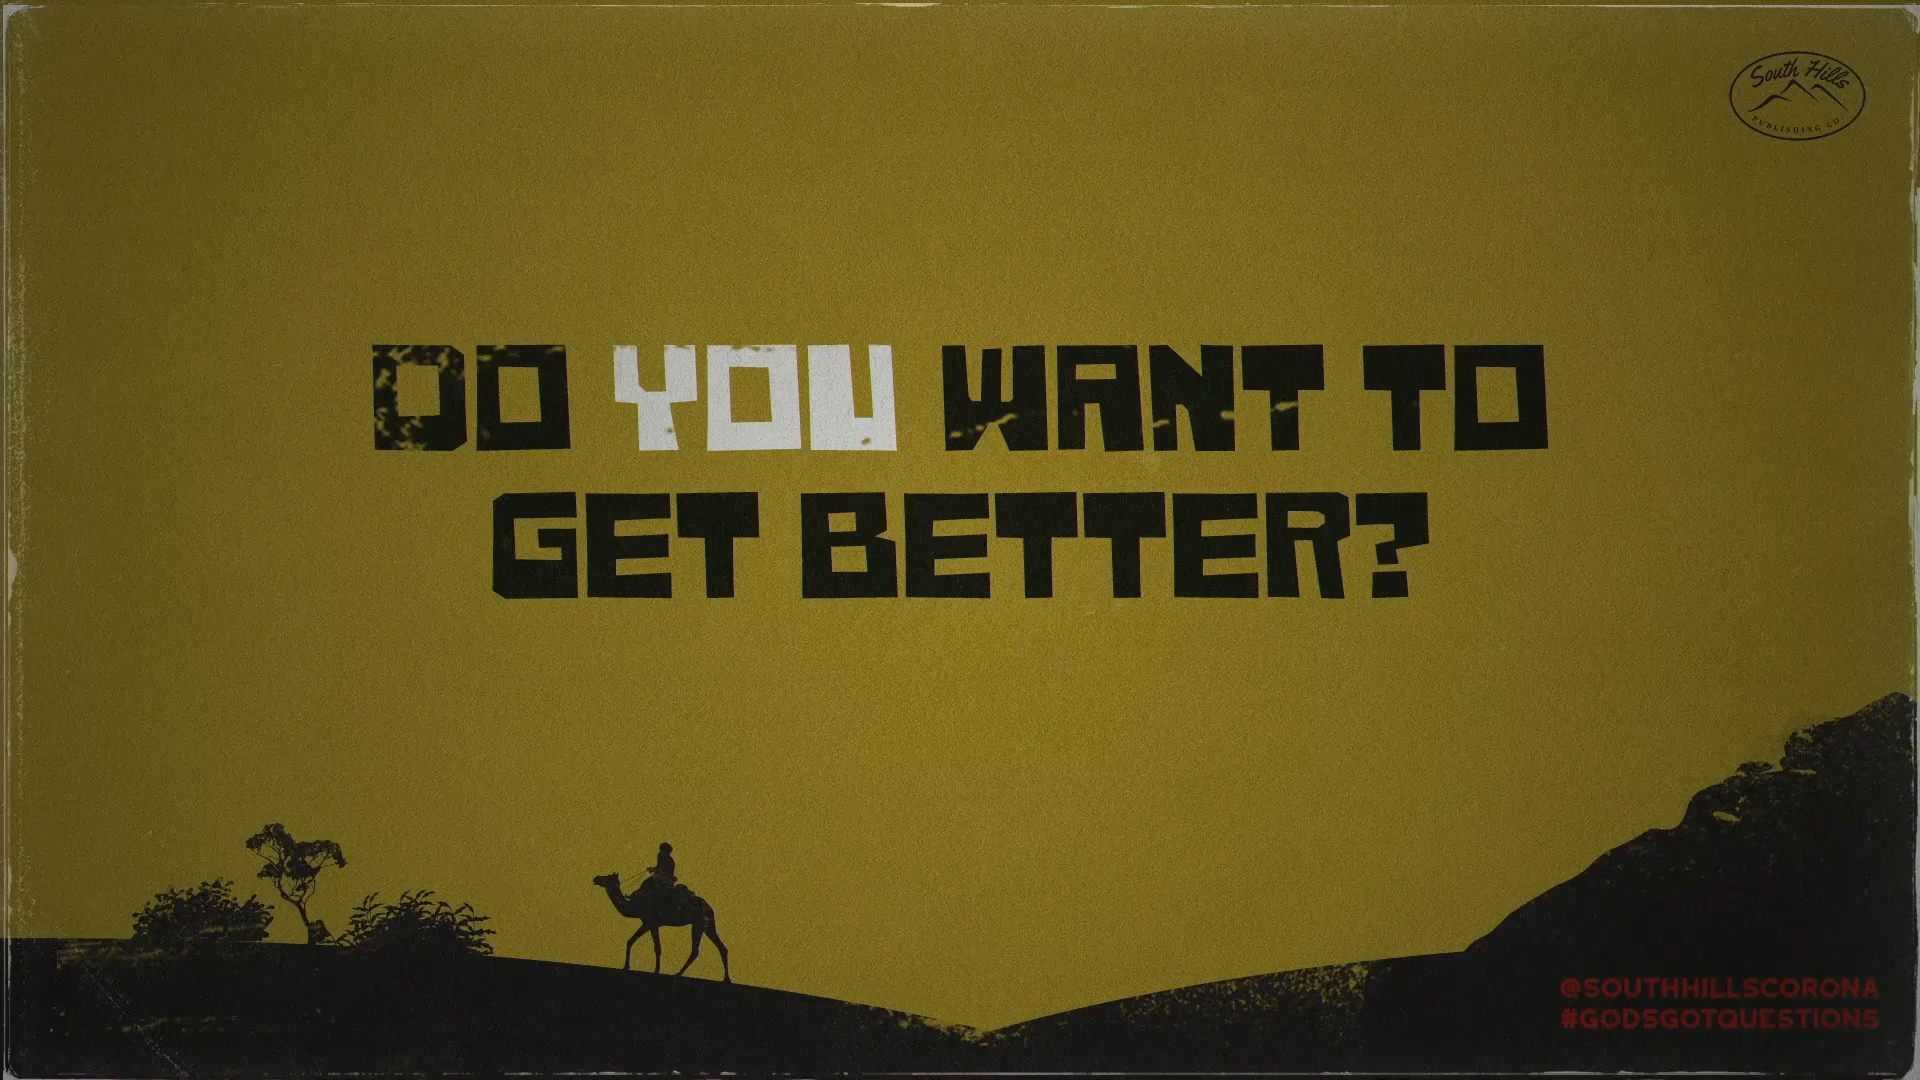 South Hills
PUBLISHING CO.
DO YOU WANT TO
GET BETTER?
@SOUTHHILLSCORONA
#GODSGOTQUESTIONS